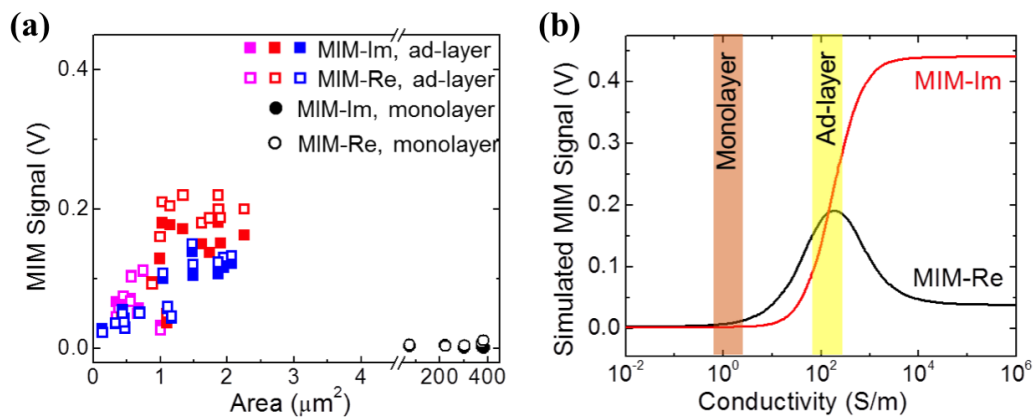 (a)
MIM Signal (V)
0.4
0.2
0.0
MIM-Im, ad-layer
MIM-Re, ad-layer
MIM-Im, monolayer
MIM-Re, monolayer
0 1 2 3 4 200 400
Area (μm²)
(b)
Simulated MIM Signal (V)
0.4
0.3
0.2
0.1
0.0
Monolayer
Ad-layer
MIM-Im
MIM-Re
10⁻² 10⁰ 10² 10⁴ 10⁶
Conductivity (S/m)